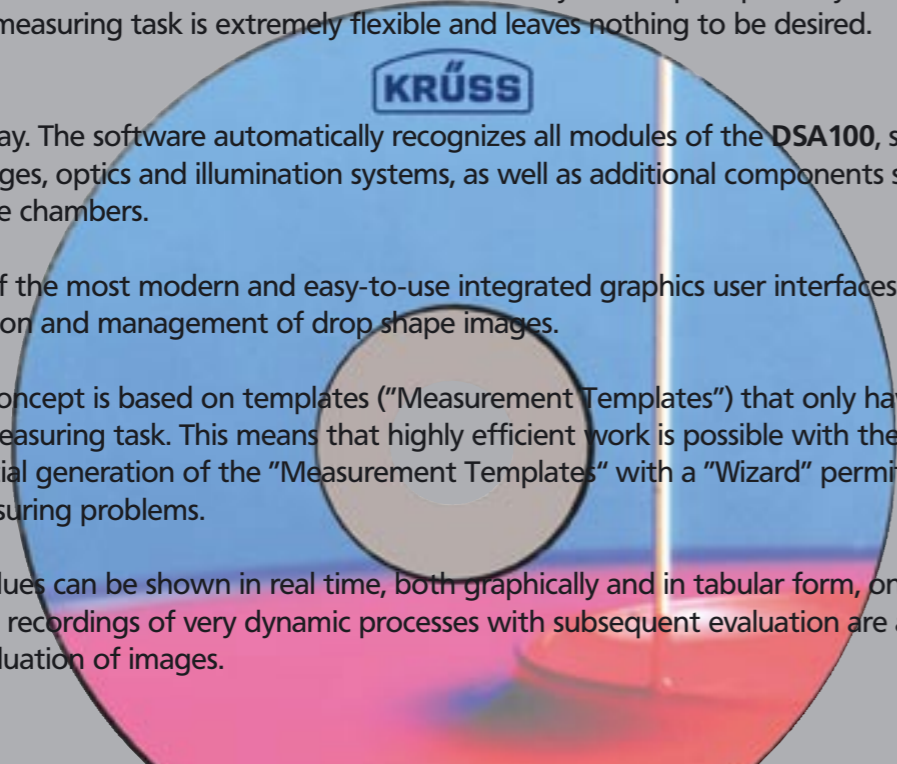 measuring task is extremely flexible and leaves nothing to be desired.
KRŰSS
ay. The software automatically recognizes all modules of the DSA100, s
ges, optics and illumination systems, as well as additional components s
e chambers.
f the most modern and easy-to-use integrated graphics user interfaces
on and management of drop shape images.
oncept is based on templates (”Measurement Templates”) that only hav
easuring task. This means that highly efficient work is possible with the
ial generation of the ”Measurement Templates“ with a ”Wizard” permit
suring problems.
lues can be shown in real time, both graphically and in tabular form, on
recordings of very dynamic processes with subsequent evaluation are a
luation of images.